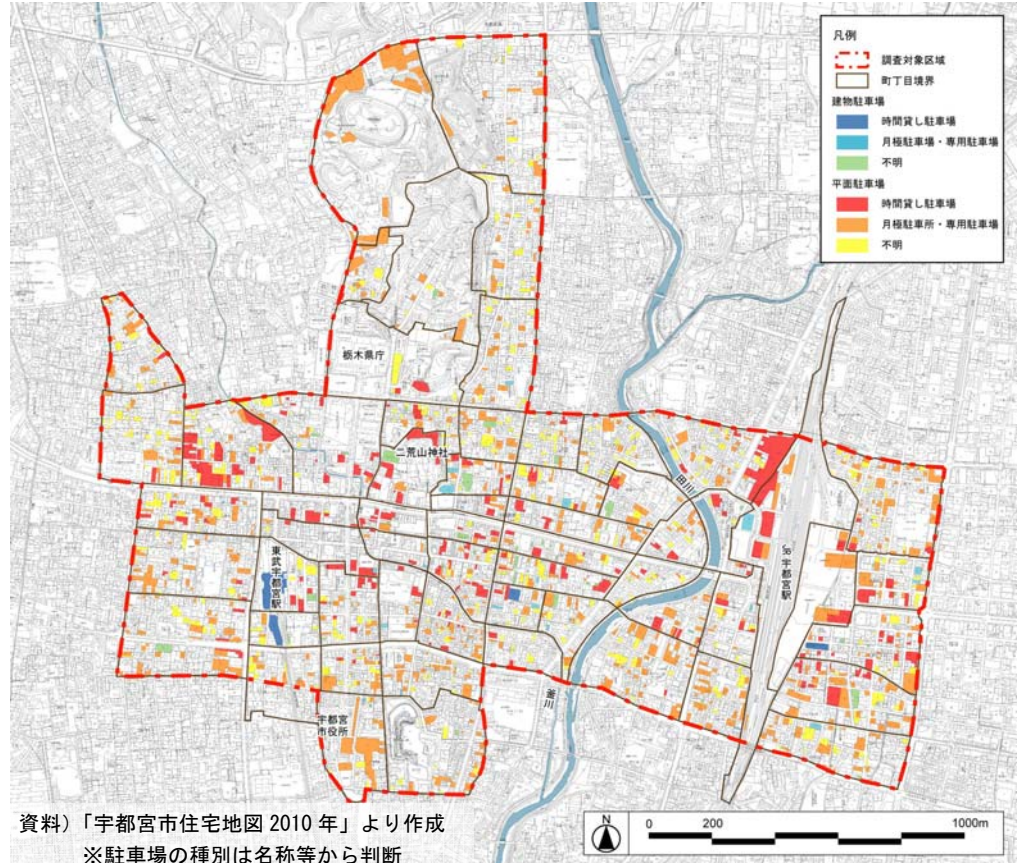 凡例
調査対象区域
町丁目境界
建物駐車場
時間貸し駐車場
月極駐車場・専用駐車場
不明
平面駐車場
時間貸し駐車場
月極駐車所・専用駐車場
不明
栃木県庁
二荒山神社
田川
東武宇都宮駅
JR宇都宮駅
釜川
宇都宮
市役所
0 200 1000m
N
資料)「宇都宮市住宅地図 2010 年」より作成
※駐車場の種別は名称等から判断